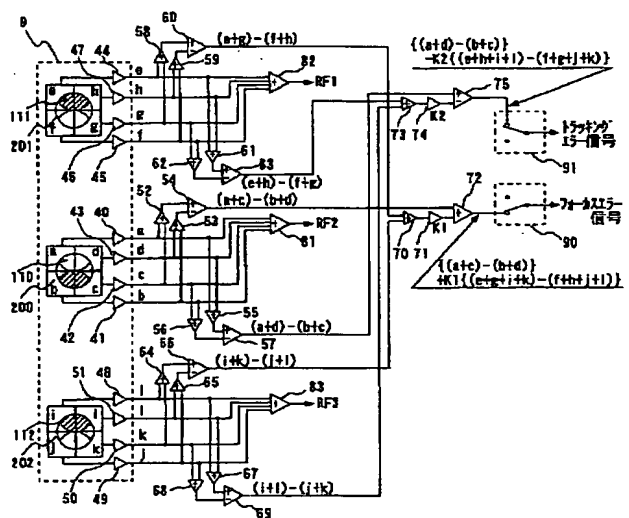 9
44
47
58
60
(a+g)-(f+h)
59
e
h
g
f
82
RF1
{(a+d)-(b+c)}
-K2{(e+h+i+l)-(f+g+j+k)}
75
e
h
f
g
111
201
46
45
62
61
63
(e+h)-(f+g)
73
74
K2
トラッキング
エラー信号
91
43
40
52
54
(a+c)-(b+d)
53
a
d
c
b
81
RF2
72
フォーカスエラー
信号
90
70
71
K1
a
d
b
c
110
200
42
41
55
56
57
(a+d)-(b+c)
{(a+c)-(b+d)}
+K1{(e+g+i+k)-(f+h+j+l)}
51
48
64
66
(i+k)-(j+l)
65
i
l
k
j
83
RF3
i
l
j
k
112
202
50
49
68
67
69
(i+l)-(j+k)